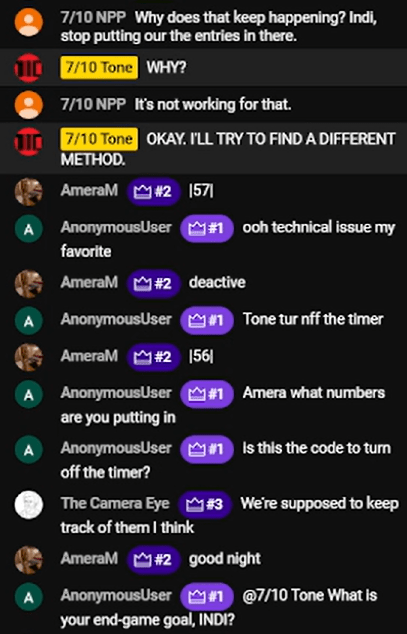 7/10 NPP Why does that keep happening? Indi,
stop putting our the entries in there.
7/10 Tone WHY?
7/10 NPP It's not working for that.
7/10 Tone OKAY. I'LL TRY TO FIND A DIFFERENT
METHOD.
AmeraM #2 |57|
A AnonymousUser #1 ooh technical issue my
favorite
AmeraM #2 deactive
A AnonymousUser #1 Tone tur nff the timer
AmeraM #2 |56|
A AnonymousUser #1 Amera what numbers
are you putting in
A AnonymousUser #1 Is this the code to turn
off the timer?
The Camera Eye #3 We're supposed to keep
track of them I think
AmeraM #2 good night
A AnonymousUser #1 @7/10 Tone What is
your end-game goal, INDI?